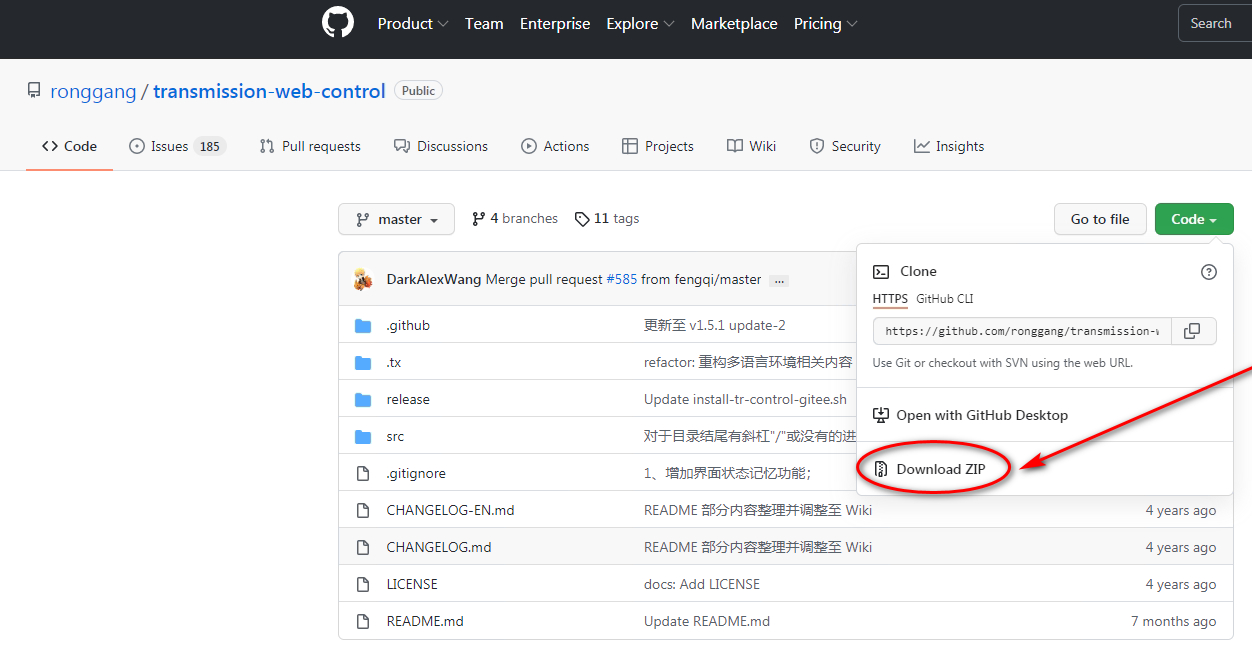 Product Team Enterprise Explore Marketplace Pricing Search
ronggang / transmission-web-control Public
Code Issues 185 Pull requests Discussions Actions Projects Wiki Security Insights
master 4 branches 11 tags Go to file Code
DarkAlexWang Merge pull request #585 from fengqi/master ...
.github 更新至 v1.5.1 update-2
.tx refactor: 重构多语言环境相关内容
release Update install-tr-control-gitee.sh
src 对于目录结尾有斜杠"/"或没有的进
.gitignore 1、增加界面状态记忆功能；
CHANGELOG-EN.md README 部分内容整理并调整至 Wiki 4 years ago
CHANGELOG.md README 部分内容整理并调整至 Wiki 4 years ago
LICENSE docs: Add LICENSE 4 years ago
README.md Update README.md 7 months ago
Clone
HTTPS GitHub CLI
https://github.com/ronggang/transmission-w
Use Git or checkout with SVN using the web URL.
Open with GitHub Desktop
Download ZIP